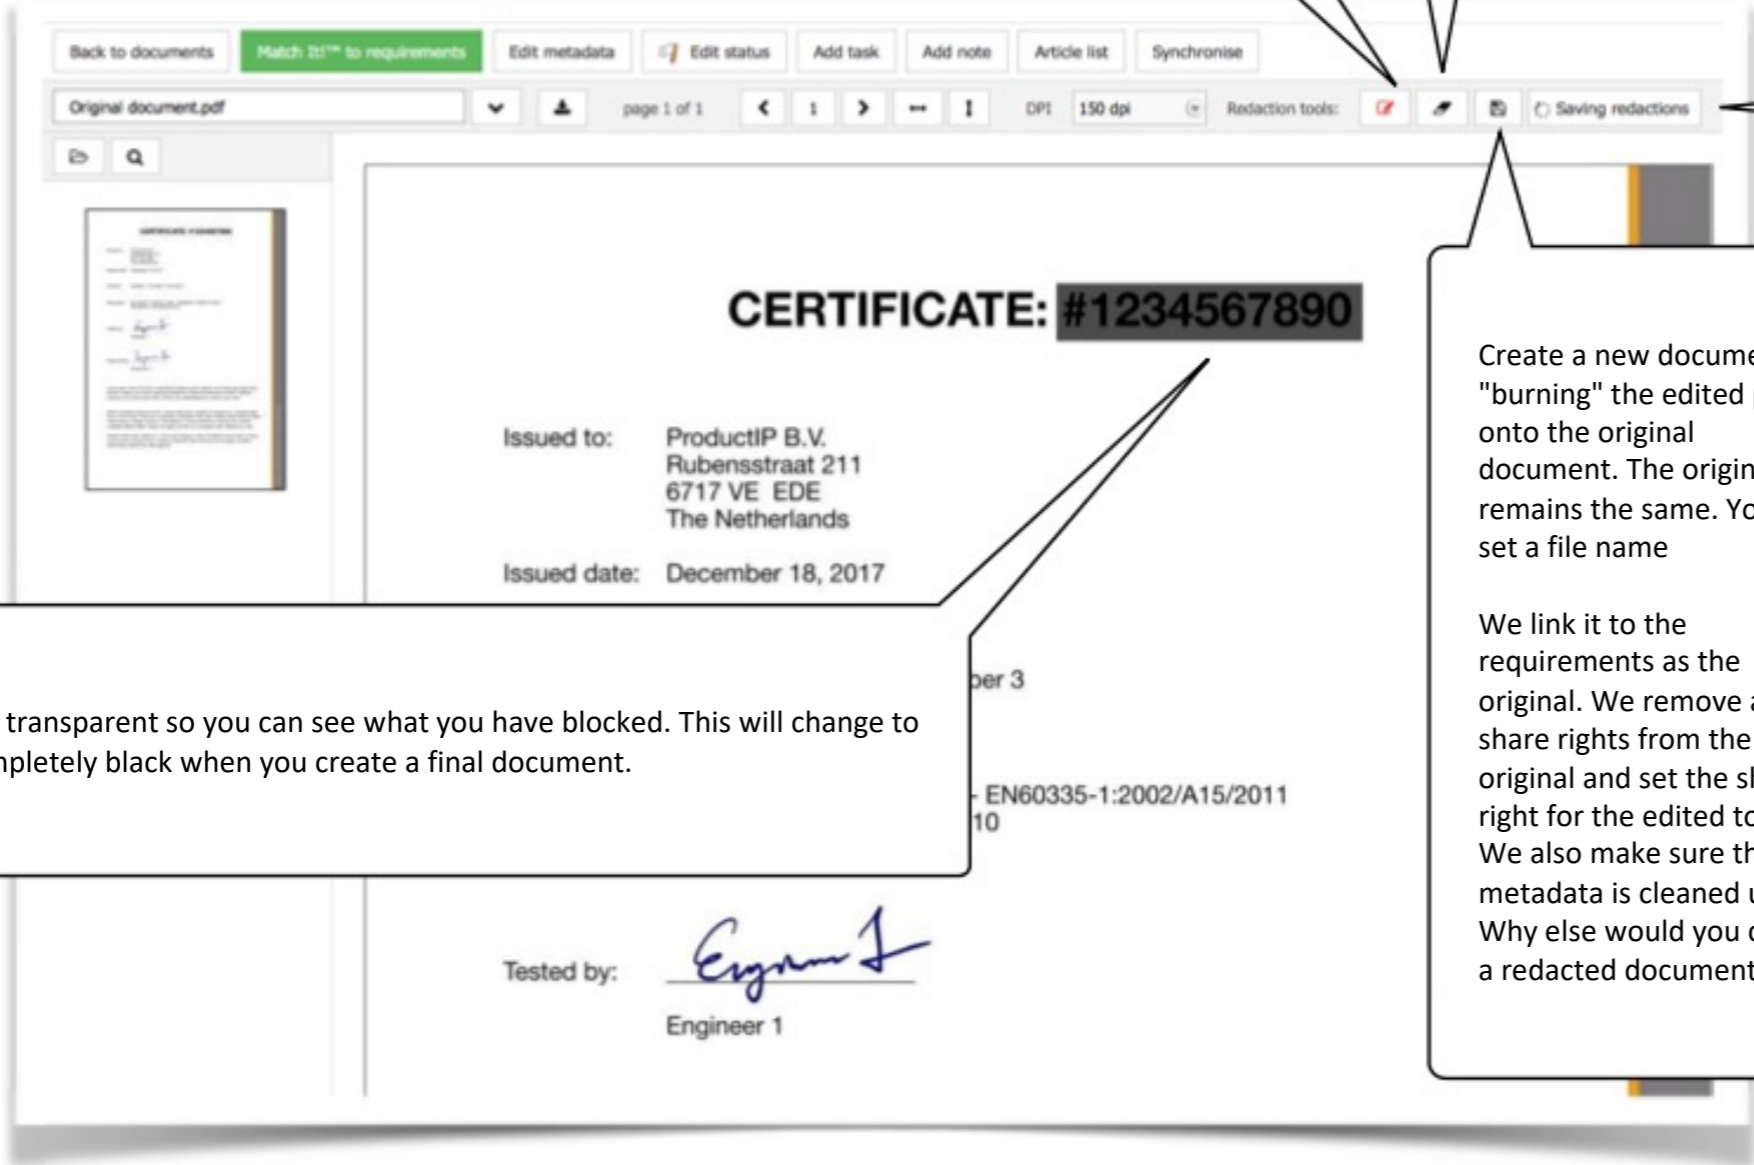 Back to documents Match It!™ to requirements Edit metadata Edit status Add task Add note Article list Synchronise
Original document.pdf page 1 of 1 1 DPI 150 dpi Redaction tools: Saving redactions
CERTIFICATE: #1234567890
Issued to: ProductIP B.V.
Rubensstraat 211
6717 VE EDE
The Netherlands
Issued date: December 18, 2017
ber 3
transparent so you can see what you have blocked. This will change to
mpletely black when you create a final document.
- EN60335-1:2002/A15/2011
10
Tested by:
Engineer 1
Create a new docume
"burning" the edited
onto the original
document. The origin
remains the same. Yo
set a file name
We link it to the
requirements as the
original. We remove a
share rights from the
original and set the sh
right for the edited to
We also make sure th
metadata is cleaned u
Why else would you
a redacted document